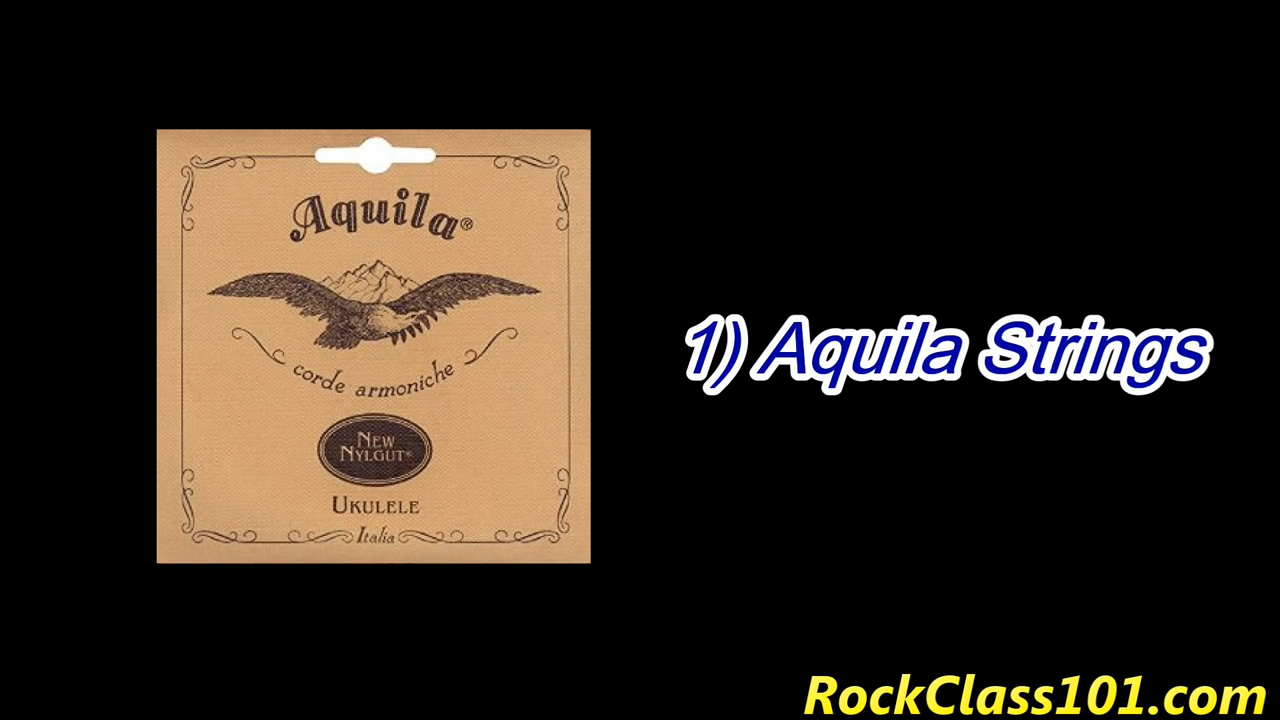 Aquila®
corde armoniche
NEW
NYLGUT®
UKULELE
Italia
1) Aquila Strings
RockClass101.com